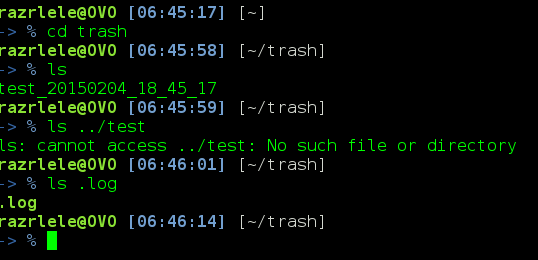 razrlele@OVO [06:45:17] [~]
-> % cd trash
razrlele@OVO [06:45:58] [~/trash]
-> % ls
test_20150204_18_45_17
razrlele@OVO [06:45:59] [~/trash]
-> % ls ../test
ls: cannot access ../test: No such file or directory
razrlele@OVO [06:46:01] [~/trash]
-> % ls .log
.log
razrlele@OVO [06:46:14] [~/trash]
-> %